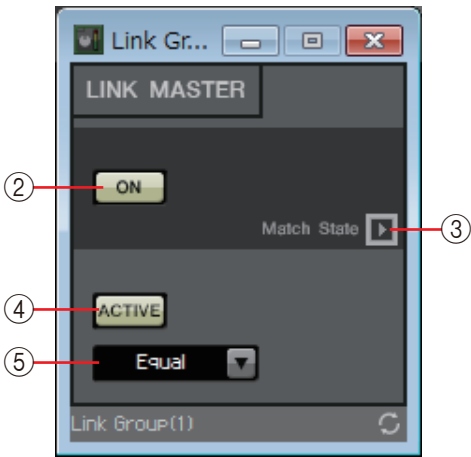 Link Gr...
LINK MASTER
② ON
Match State ③
④ ACTIVE
⑤ Equal
Link Group(1)